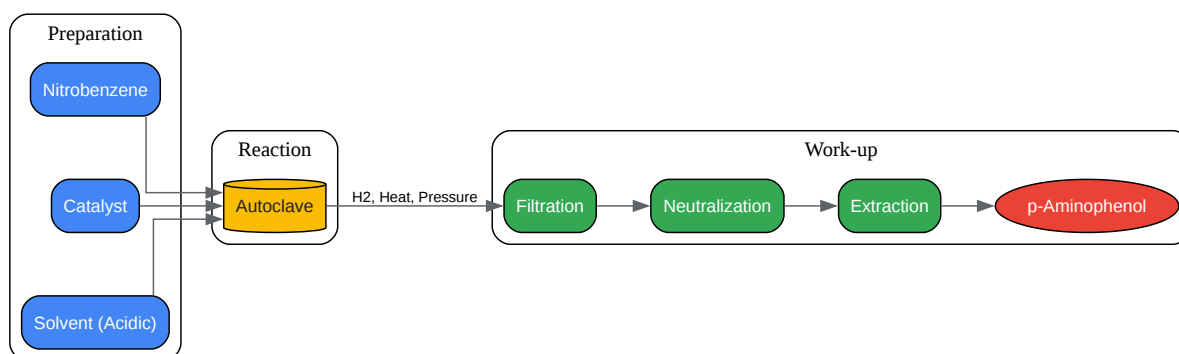 Preparation
Nitrobenzene
Catalyst
Solvent (Acidic)
Reaction
Autoclave
H2, Heat, Pressure
Work-up
Filtration
Neutralization
Extraction
p-Aminophenol